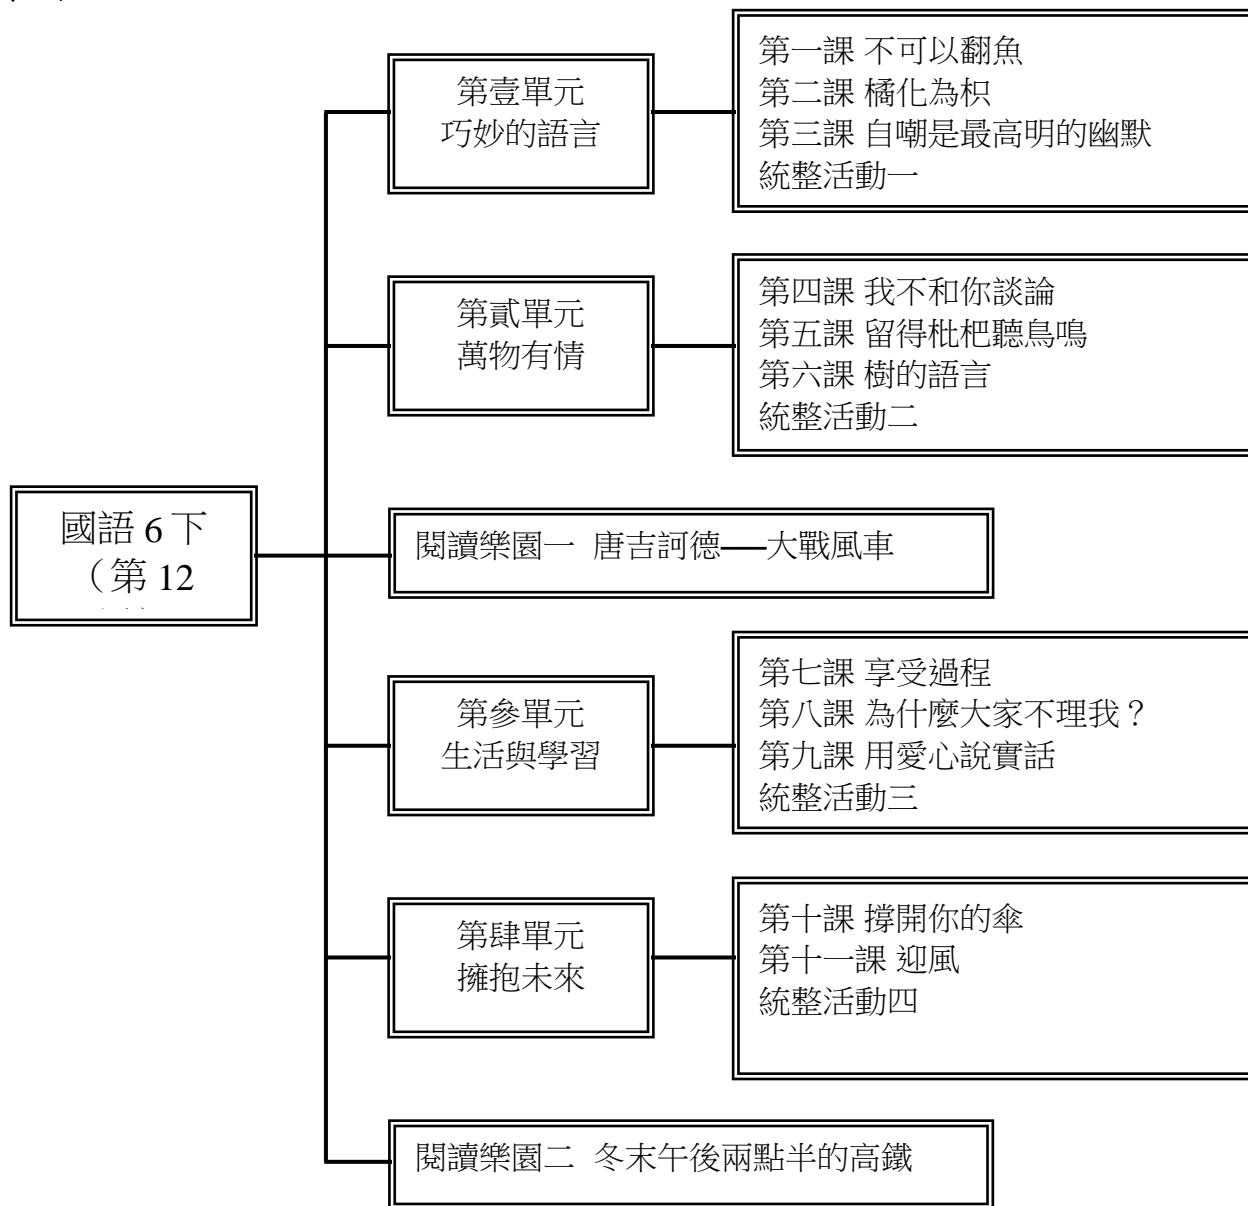 國語 6 下
（第 12
第壹單元
巧妙的語言
第一課 不可以翻魚
第二課 橘化為枳
第三課 自嘲是最高明的幽默
統整活動一
第貳單元
萬物有情
第四課 我不和你談論
第五課 留得枇杷聽鳥鳴
第六課 樹的語言
統整活動二
閱讀樂園一 唐吉訶德──大戰風車
第參單元
生活與學習
第七課 享受過程
第八課 為什麼大家不理我？
第九課 用愛心說實話
統整活動三
第肆單元
擁抱未來
第十課 撐開你的傘
第十一課 迎風
統整活動四
閱讀樂園二 冬末午後兩點半的高鐵